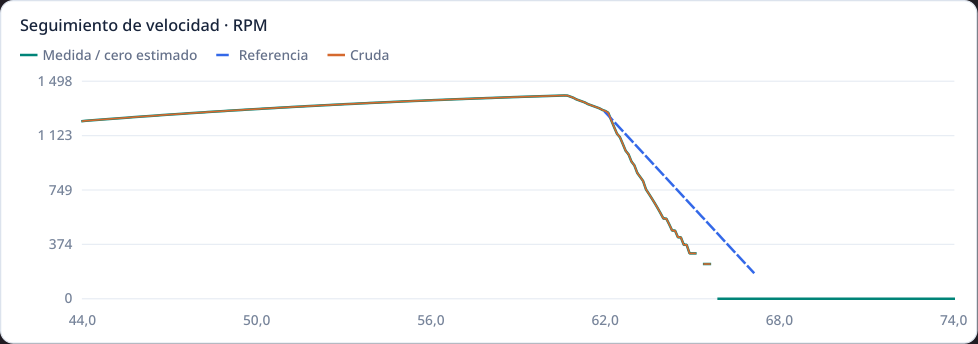 Seguimiento de velocidad · RPM
Medida / cero estimado Referencia Cruda
1 498
1 123
749
374
0
44,0 50,0 56,0 62,0 68,0 74,0